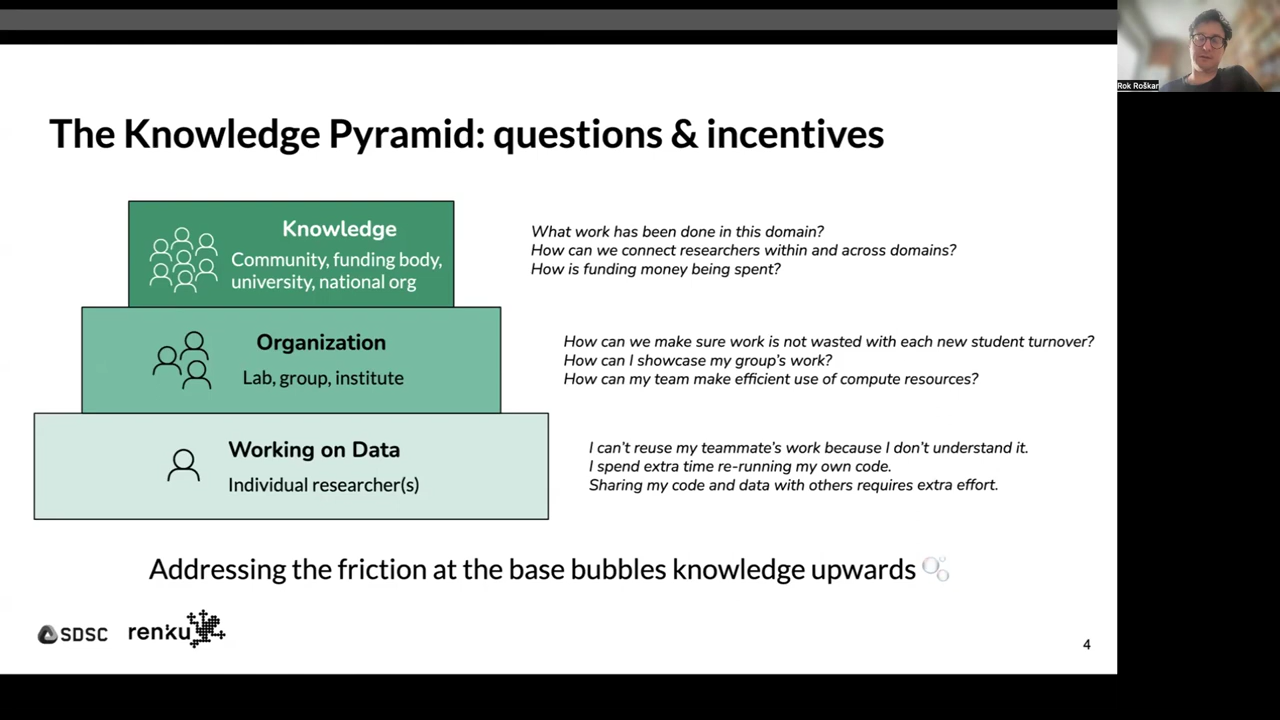 Rok Roškar
The Knowledge Pyramid: questions & incentives
Knowledge
Community, funding body,
university, national org
What work has been done in this domain?
How can we connect researchers within and across domains?
How is funding money being spent?
Organization
Lab, group, institute
How can we make sure work is not wasted with each new student turnover?
How can I showcase my group's work?
How can my team make efficient use of compute resources?
Working on Data
Individual researcher(s)
I can't reuse my teammate's work because I don't understand it.
I spend extra time re-running my own code.
Sharing my code and data with others requires extra effort.
Addressing the friction at the base bubbles knowledge upwards
SDSC
renku
4